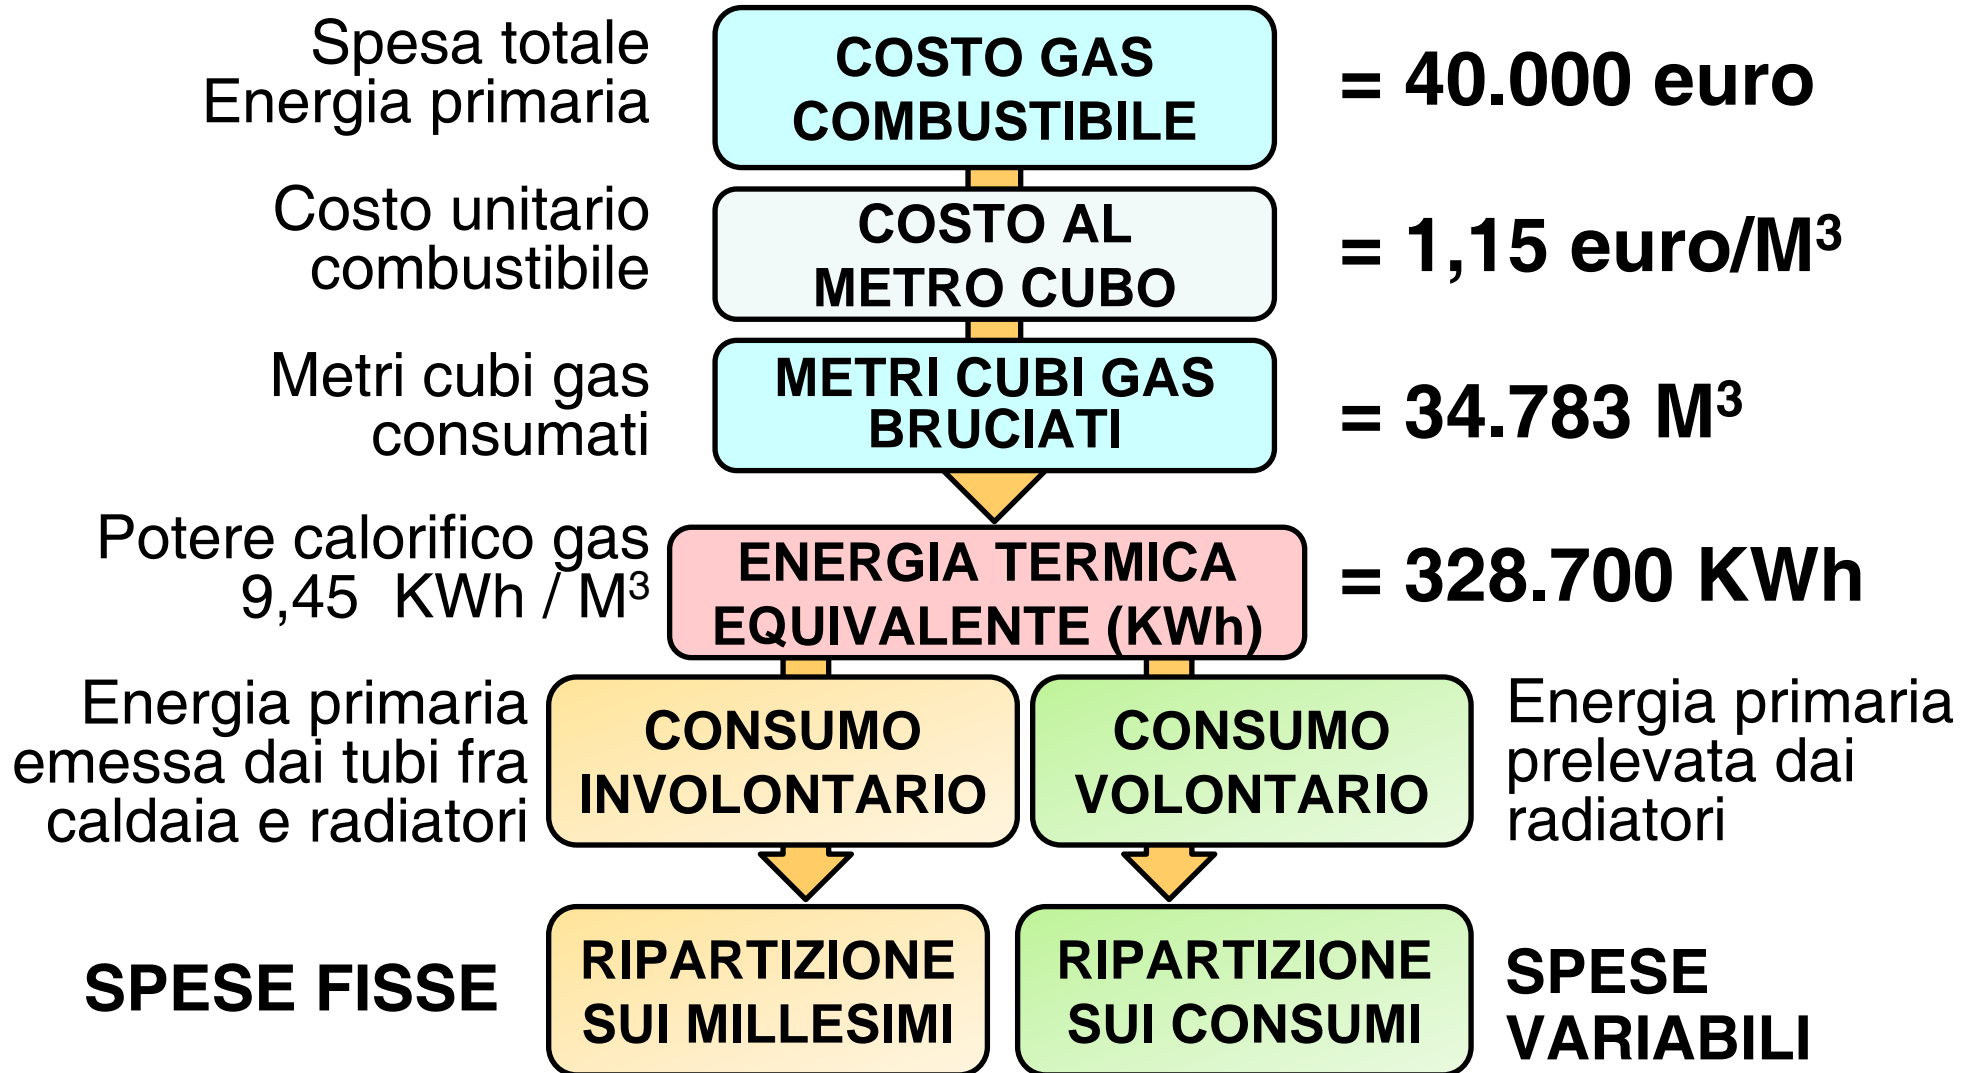 Spesa totale
Energia primaria
COSTO GAS
COMBUSTIBILE
= 40.000 euro
Costo unitario
combustibile
COSTO AL
METRO CUBO
= 1,15 euro/M³
Metri cubi gas
consumati
METRI CUBI GAS
BRUCIATI
= 34.783 M³
Potere calorifico gas
9,45 KWh / M³
ENERGIA TERMICA
EQUIVALENTE (KWh)
= 328.700 KWh
Energia primaria
emessa dai tubi fra
caldaia e radiatori
CONSUMO
INVOLONTARIO
CONSUMO
VOLONTARIO
Energia primaria
prelevata dai
radiatori
SPESE FISSE
RIPARTIZIONE
SUI MILLESIMI
RIPARTIZIONE
SUI CONSUMI
SPESE
VARIABILI